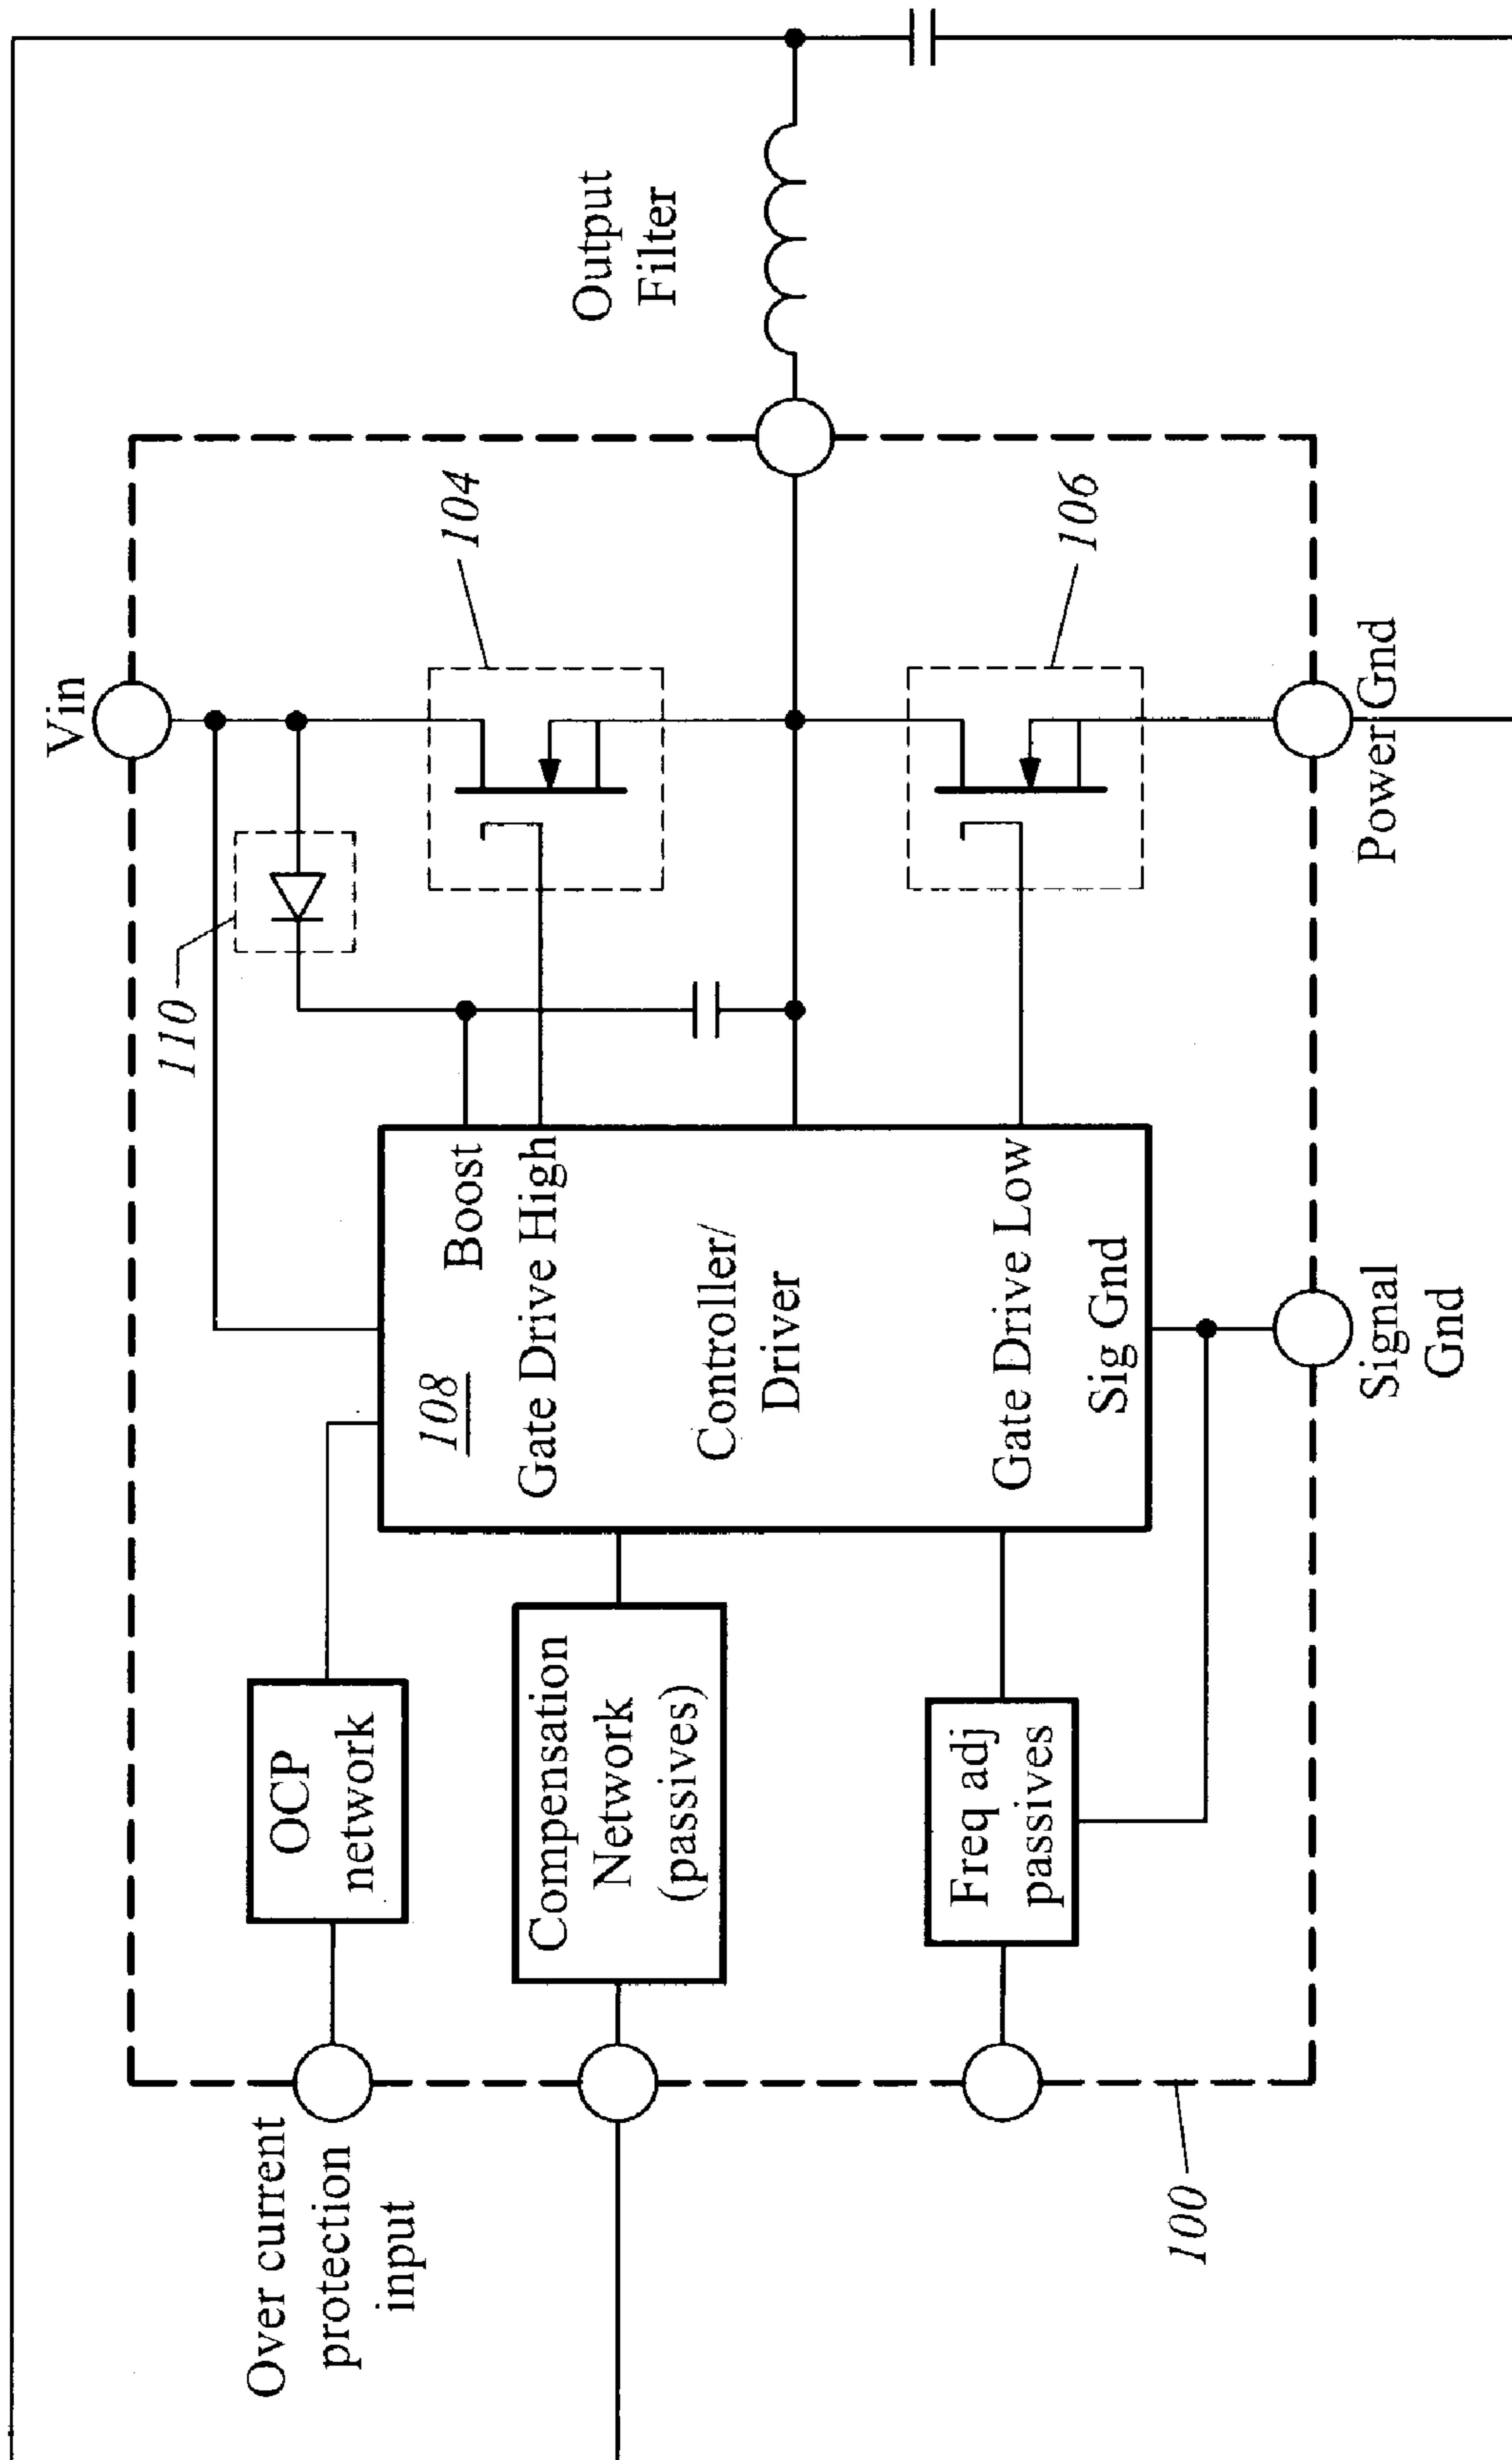 Vin
Output
Filter
110
104
106
Over current
protection
input
OCP
network
Compensation
Network
(passives)
Freq adj
passives
108
Boost
Gate Drive High
Controller/
Driver
Gate Drive Low
Sig Gnd
100
Signal
Gnd
Power Gnd